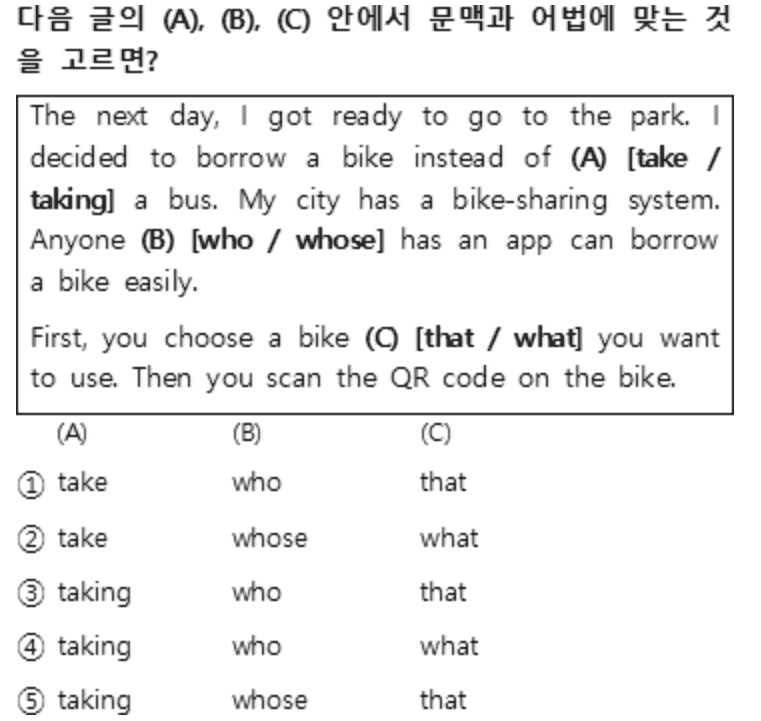 다음 글의 (A), (B), (C) 안에서 문맥과 어법에 맞는 것
을 고르면?
The next day, I got ready to go to the park. I
decided to borrow a bike instead of (A) [take /
taking] a bus. My city has a bike-sharing system.
Anyone (B) [who / whose] has an app can borrow
a bike easily.
First, you choose a bike (C) [that / what] you want
to use. Then you scan the QR code on the bike.
(A) (B) (C)
① take who that
② take whose what
③ taking who that
④ taking who what
⑤ taking whose that